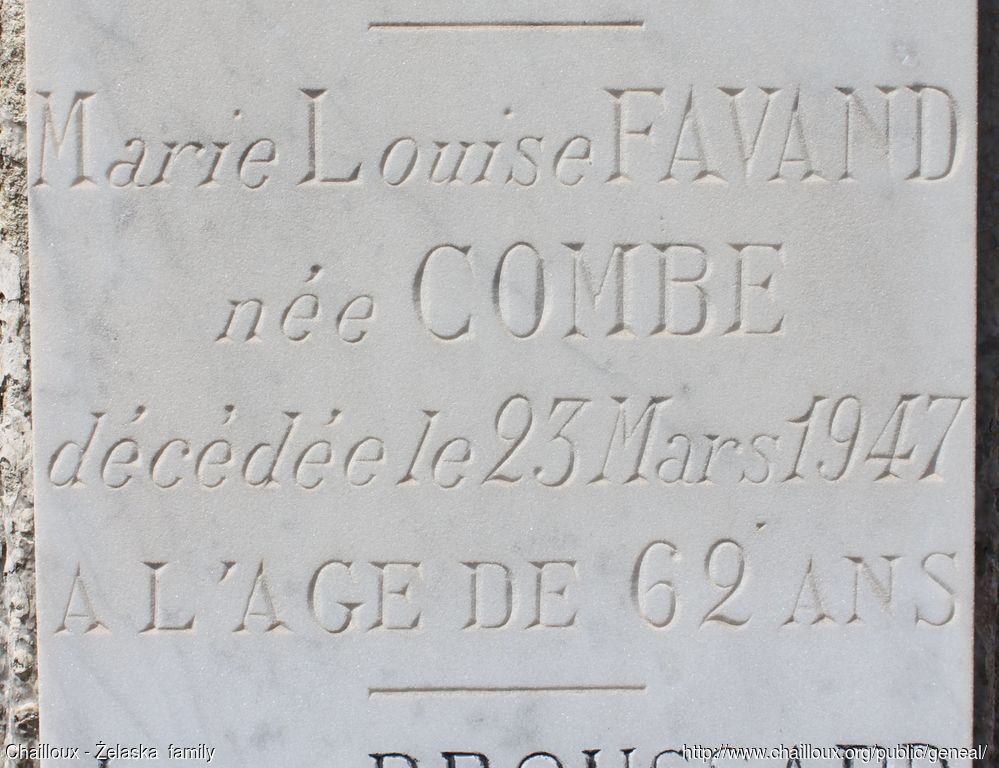 Marie Louise FAVAND
née COMBE
décédée le 23 Mars 1947
A L'AGE DE 62 ANS
Chailloux - Żelaska family
http://www.chailloux.org/public/geneal/